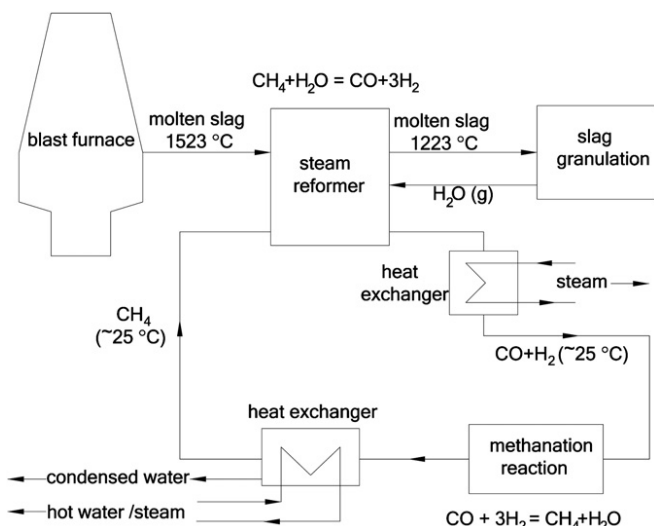 CH₄+H₂O = CO+3H₂
blast furnace
molten slag
1523 °C
steam
reformer
molten slag
1223 °C
slag
granulation
H₂O (g)
heat
exchanger
steam
CH₄
(~25 °C)
CO+H₂ (~25 °C)
heat exchanger
methanation
reaction
condensed water
hot water /steam
CO + 3H₂ = CH₄+H₂O